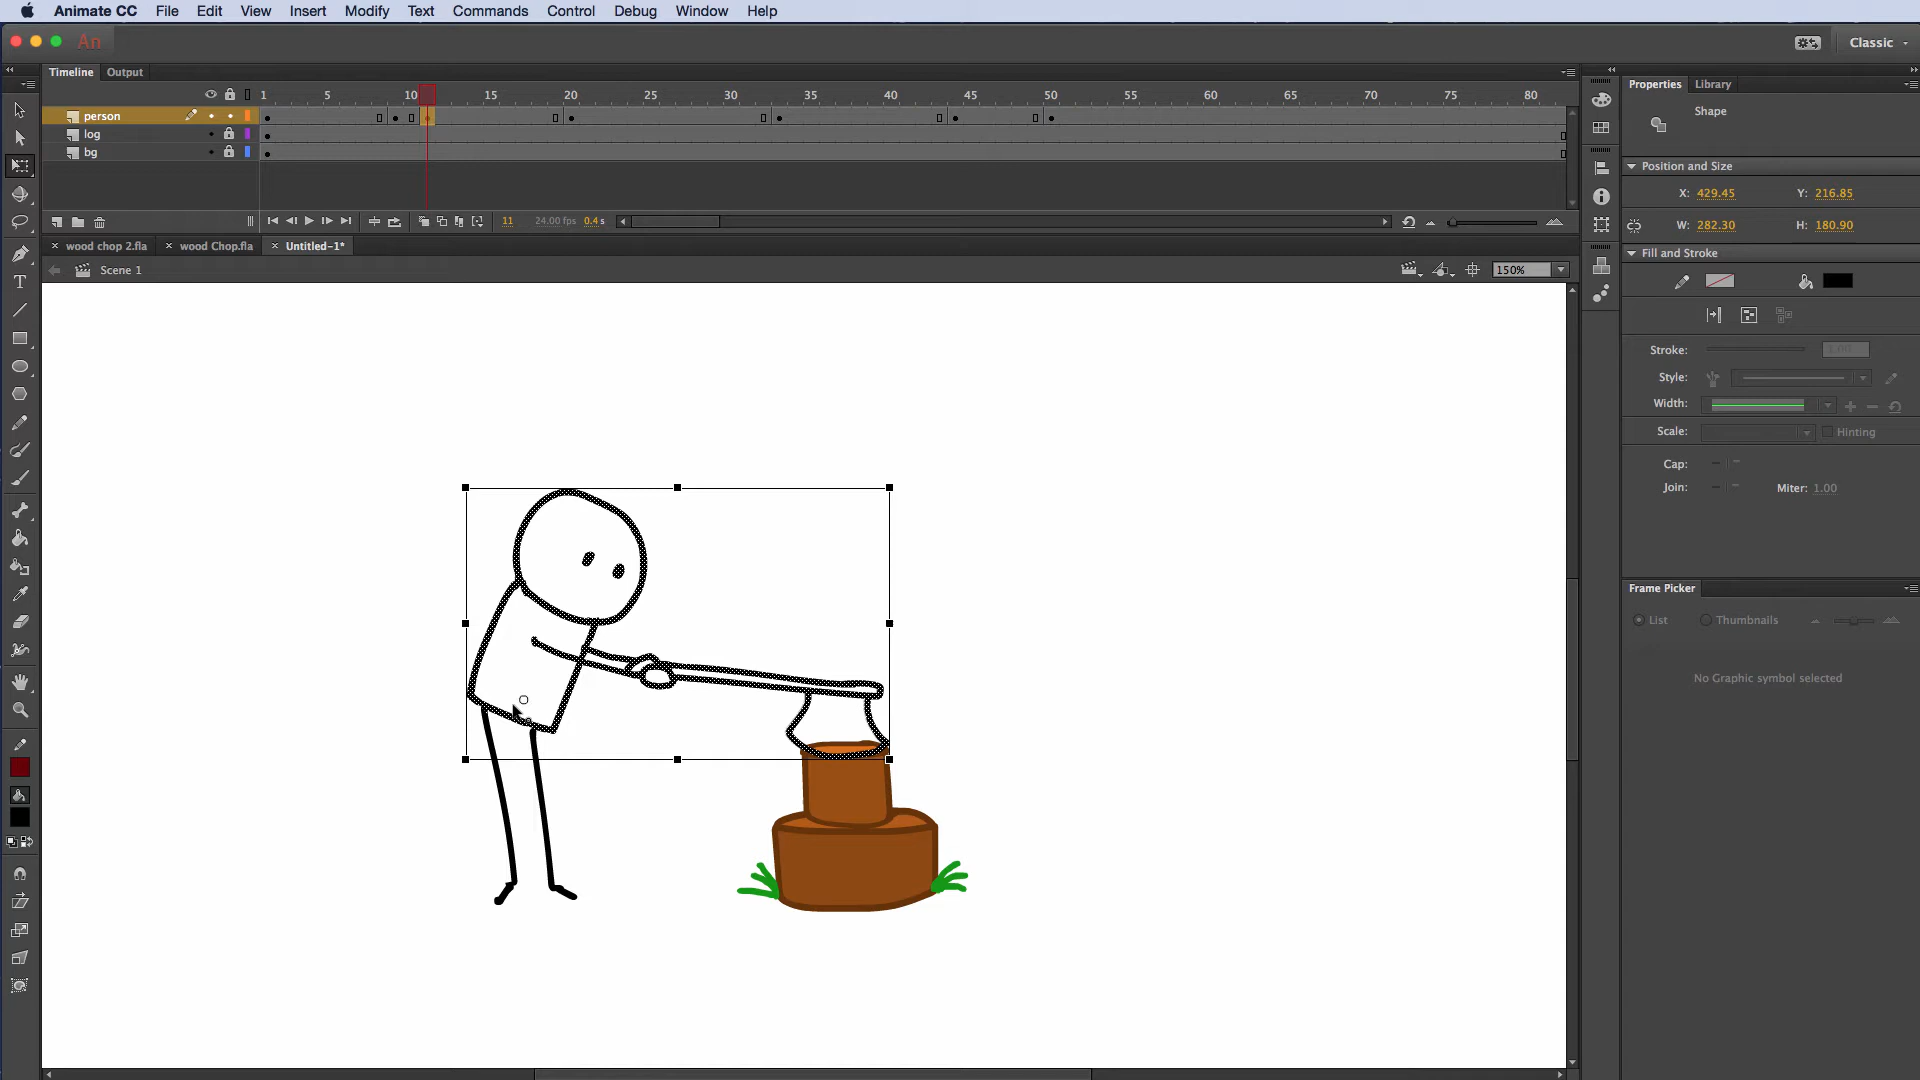 Animate CC File Edit View Insert Modify Text Commands Control Debug Window Help
An Classic
Timeline Output
1 5 10 15 20 25 30 35 40 45 50 55 60 65 70 75 80
person
log
bg
11 24.00 fps 0.4 s
wood chop 2.fla wood Chop.fla Untitled-1*
Scene 1 150%
T
Properties Library
Shape
Position and Size
X: 429.45 Y: 216.85
W: 282.30 H: 180.90
Fill and Stroke
Stroke: 1.00
Style:
Width:
Scale: Hinting
Cap:
Join: Miter: 1.00
Frame Picker
List Thumbnails
No Graphic symbol selected